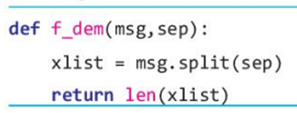 def f_dem(msg,sep):
    xlist = msg.split(sep)
    return len(xlist)